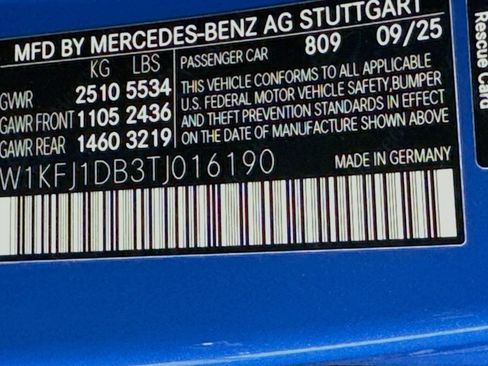 MFD BY MERCEDES-BENZ AG STUTTGART
KG LBS
PASSENGER CAR 809 09/25
GVWR 2510 5534
GAWR FRONT 1105 2436
GAWR REAR 1460 3219
THIS VEHICLE CONFORMS TO ALL APPLICABLE
U.S. FEDERAL MOTOR VEHICLE SAFETY,BUMPER
AND THEFT PREVENTION STANDARDS IN EFFECT
ON THE DATE OF MANUFACTURE SHOWN ABOVE
W1KFJ1DB3TJ016190
MADE IN GERMANY
Rescue Card